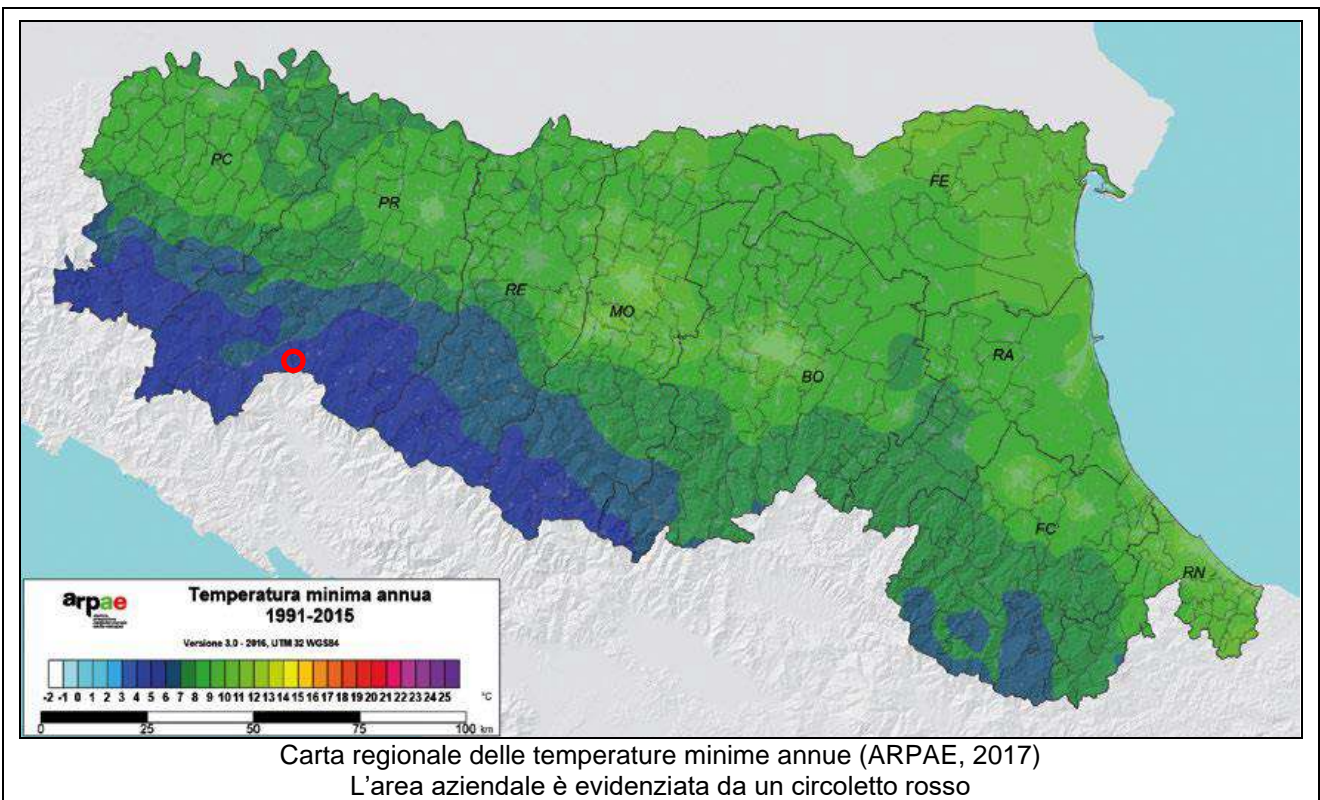 PC
PR
RE
MO
BO
FE
RA
FC
RN
arpae
Temperatura minima annua
1991-2015
Versione 3.0 - 2016, UTM 32 WGS84
-2 -1 0 1 2 3 4 5 6 7 8 9 10 11 12 13 14 15 16 17 18 19 20 21 22 23 24 25 °C
0 25 50 75 100 km
Carta regionale delle temperature minime annue (ARPAE, 2017)
L'area aziendale è evidenziata da un circoletto rosso